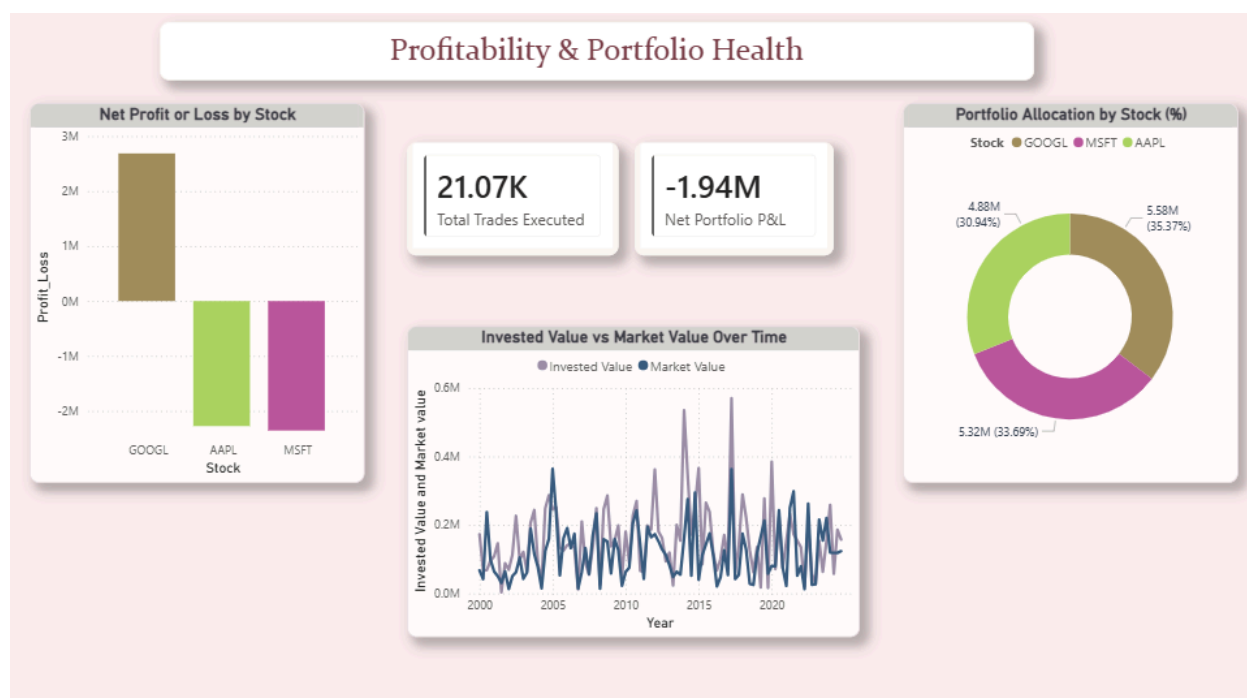 Profitability & Portfolio Health
Net Profit or Loss by Stock
3M
2M
1M
0M
-1M
-2M
Profit_Loss
GOOGL AAPL MSFT
Stock
21.07K
Total Trades Executed
-1.94M
Net Portfolio P&L
Invested Value vs Market Value Over Time
Invested Value Market Value
0.6M
0.4M
0.2M
0.0M
Invested Value and Market value
2000 2005 2010 2015 2020
Year
Portfolio Allocation by Stock (%)
Stock GOOGL MSFT AAPL
4.88M
(30.94%)
5.58M
(35.37%)
5.32M (33.69%)